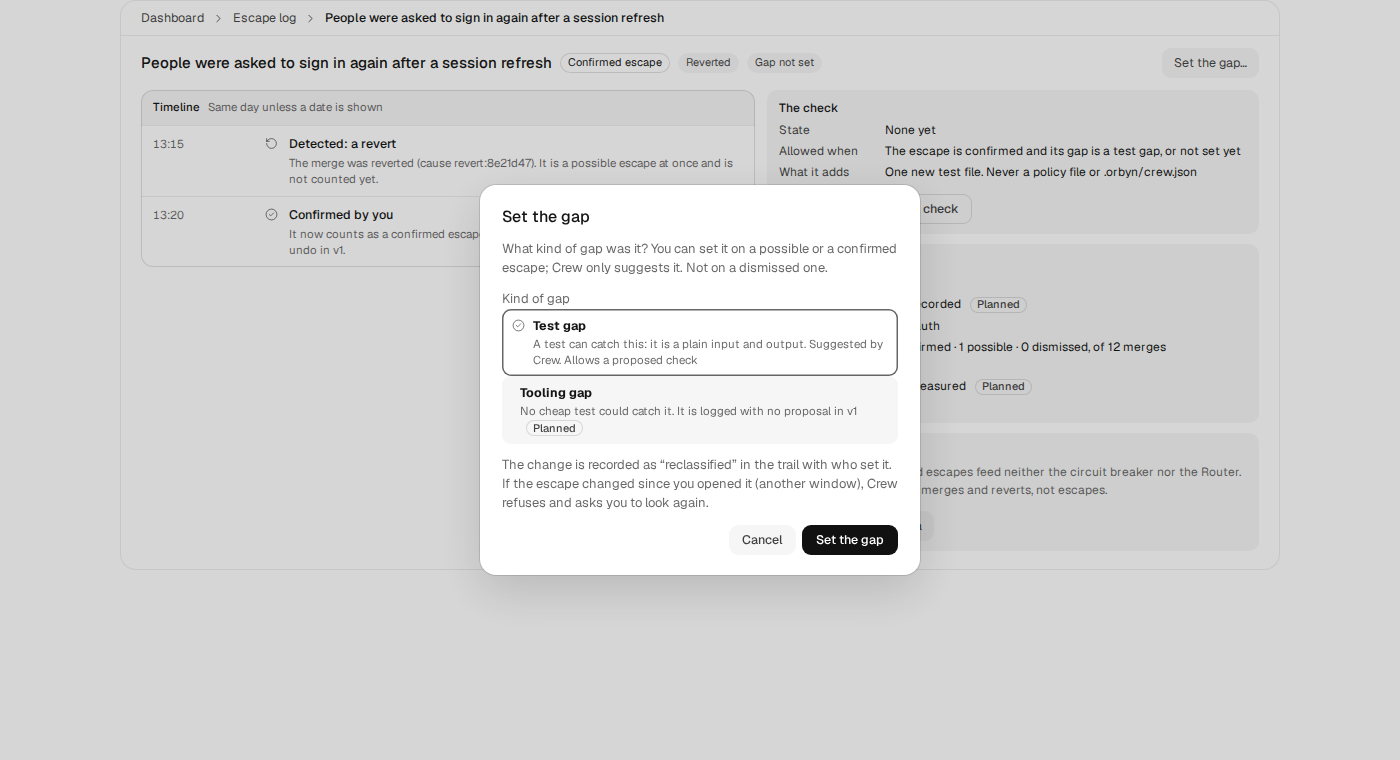 Dashboard > Escape log > People were asked to sign in again after a session refresh
People were asked to sign in again after a session refresh Confirmed escape Reverted Gap not set Set the gap…
Timeline Same day unless a date is shown
13:15 Detected: a revert
The merge was reverted (cause revert:8e21d47). It is a possible escape at once and is
not counted yet.
13:20 Confirmed by you
It now counts as a confirmed escap
undo in v1.
The check
State None yet
Allowed when The escape is confirmed and its gap is a test gap, or not set yet
What it adds One new test file. Never a policy file or .orbyn/crew.json
check
Planned
1 possible · 0 dismissed, of 12 merges
Planned
escapes feed neither the circuit breaker nor the Router.
merges and reverts, not escapes.
Set the gap
What kind of gap was it? You can set it on a possible or a confirmed
escape; Crew only suggests it. Not on a dismissed one.
Kind of gap
Test gap
A test can catch this: it is a plain input and output. Suggested by
Crew. Allows a proposed check
Tooling gap
No cheap test could catch it. It is logged with no proposal in v1
Planned
The change is recorded as “reclassified” in the trail with who set it.
If the escape changed since you opened it (another window), Crew
refuses and asks you to look again.
Cancel Set the gap